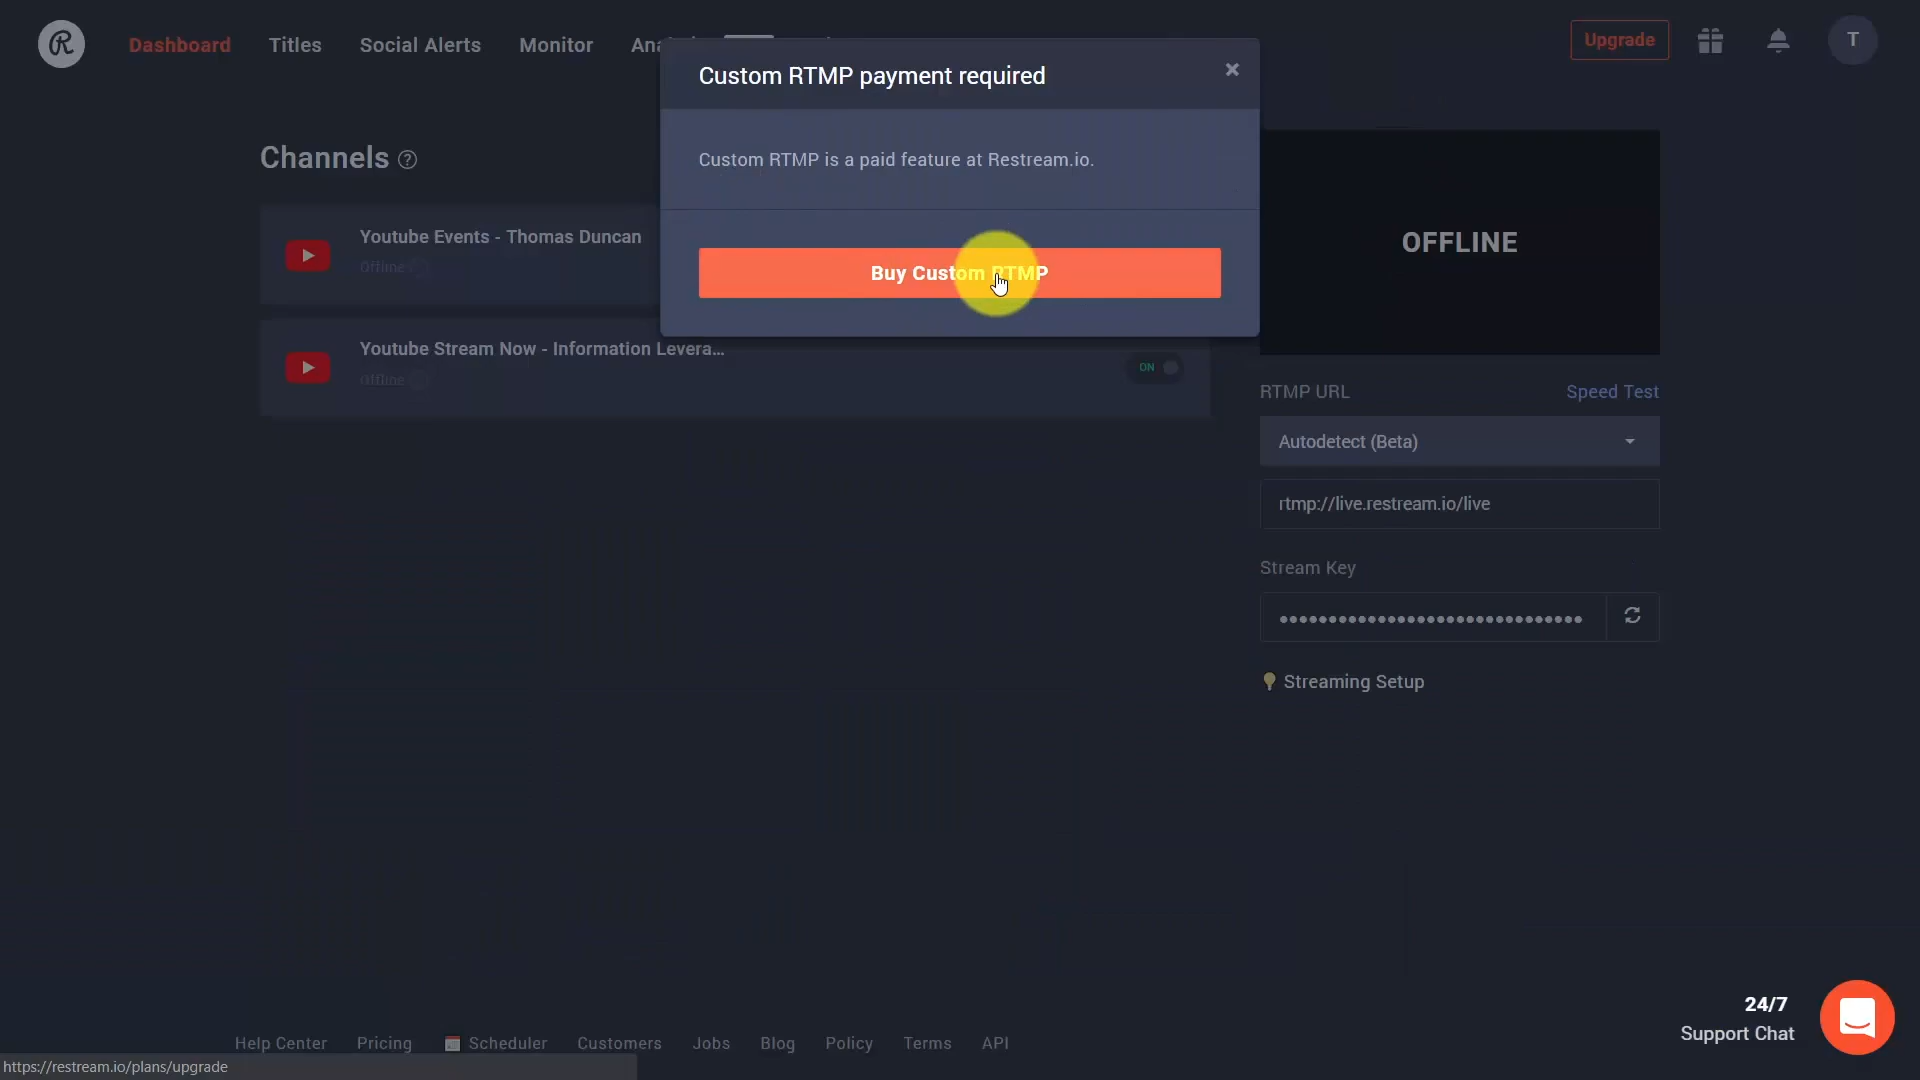 Dashboard
Titles
Social Alerts
Monitor
Upgrade
T
Custom RTMP payment required
×
Custom RTMP is a paid feature at Restream.io.
Buy Custom RTMP
Channels
?
Youtube Events - Thomas Duncan
Offline
Youtube Stream Now - Information Levera...
Offline
ON
OFFLINE
RTMP URL
Speed Test
Autodetect (Beta)
rtmp://live.restream.io/live
Stream Key
••••••••••••••••••••••••••••••••
Streaming Setup
24/7
Support Chat
Help Center
Pricing
Scheduler
Customers
Jobs
Blog
Policy
Terms
API
https://restream.io/plans/upgrade